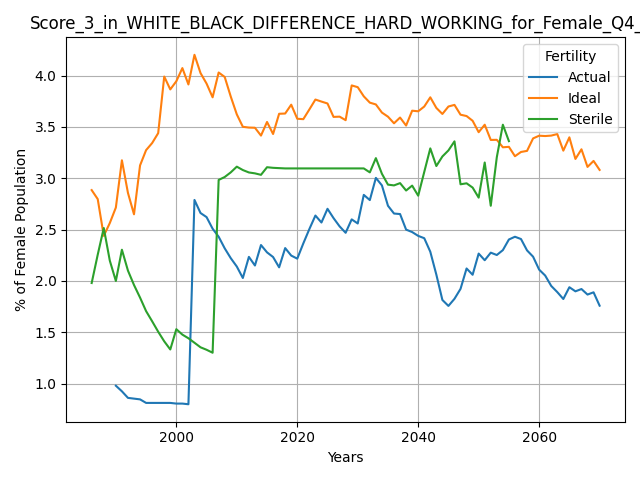 Score_3_in_WHITE_BLACK_DIFFERENCE_HARD_WORKING_for_Female_Q4_
Fertility
Actual
Ideal
Sterile
4.0
3.5
3.0
2.5
2.0
1.5
1.0
% of Female Population
2000 2020 2040 2060
Years